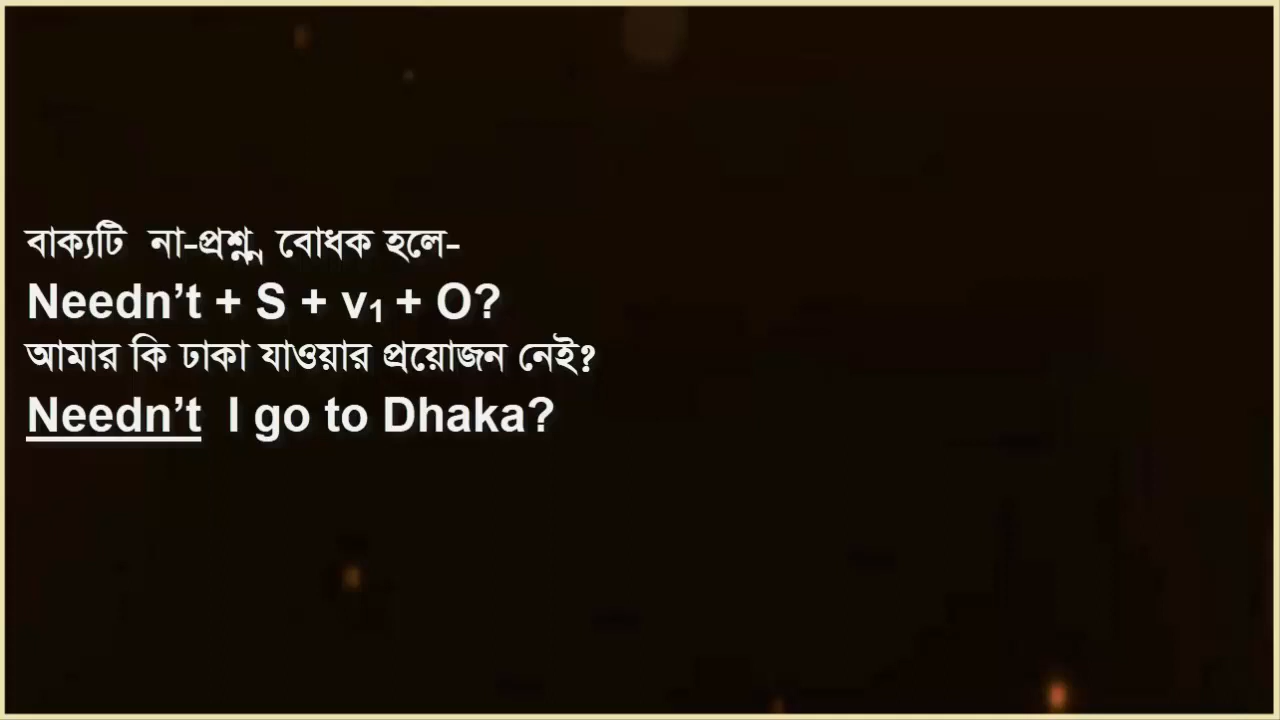 বাক্যটি না-প্রশ্ন, বোধক হলে-
Needn’t + S + v₁ + O?
আমার কি ঢাকা যাওয়ার প্রয়োজন নেই?
Needn’t I go to Dhaka?